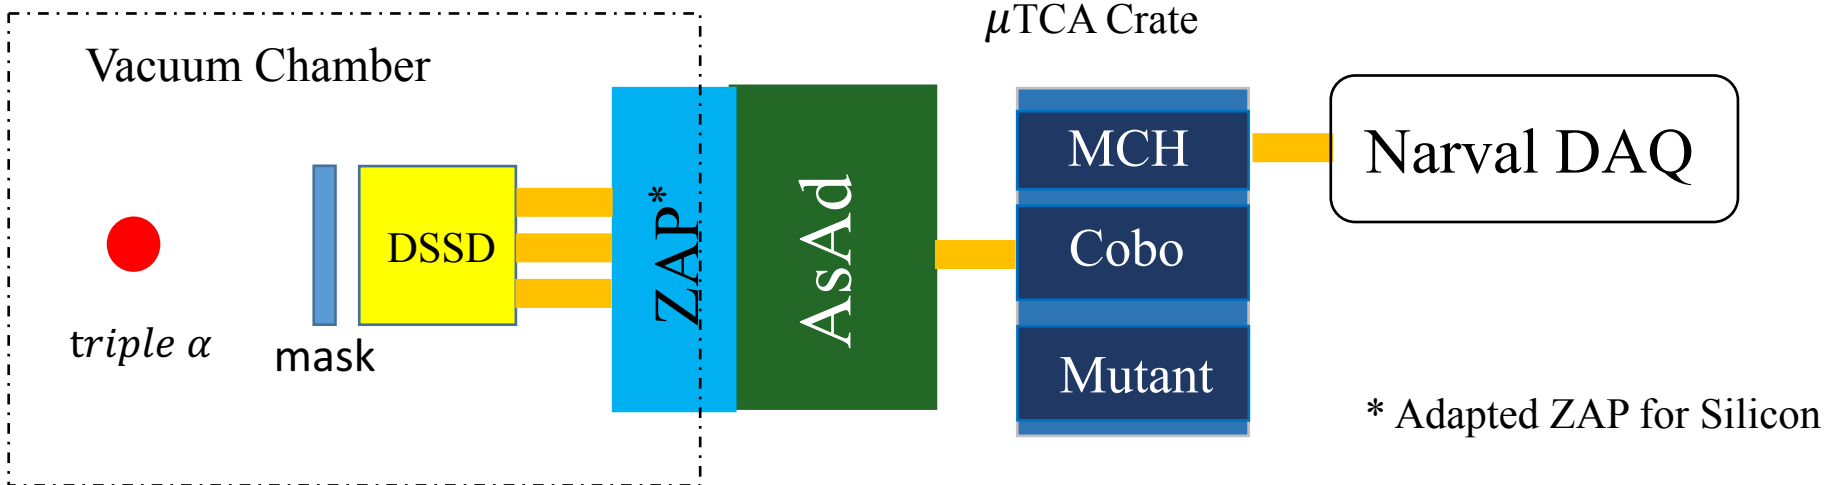 μTCA Crate
Vacuum Chamber
MCH
Narval DAQ
DSSD
ZAP*
AsAd
Cobo
triple α
mask
Mutant
* Adapted ZAP for Silicon